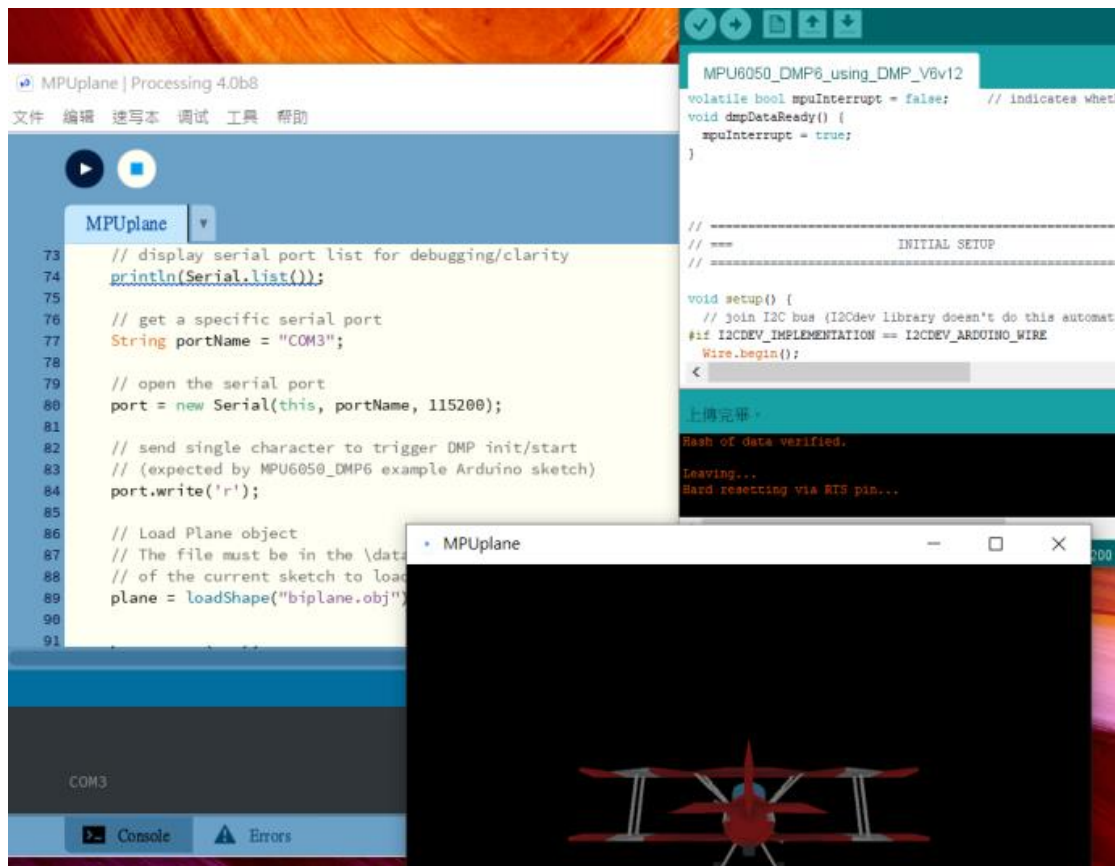 MPUplane | Processing 4.0b8
文件 编辑 速写本 调试 工具 帮助
MPUplane
73 // display serial port list for debugging/clarity
74 println(Serial.list());
75
76 // get a specific serial port
77 String portName = "COM3";
78
79 // open the serial port
80 port = new Serial(this, portName, 115200);
81
82 // send single character to trigger DMP init/start
83 // (expected by MPU6050_DMP6 example Arduino sketch)
84 port.write('r');
85
86 // Load Plane object
87 // The file must be in the \data
88 // of the current sketch to load
89 plane = loadShape("biplane.obj")
90
91
COM3
Console
Errors
MPU6050_DMP6_using_DMP_V6v12
volatile bool mpuInterrupt = false; // indicates whet
void dmpDataReady() {
mpuInterrupt = true;
}
// ================================================
// === INITIAL SETUP
// ================================================
void setup() {
// join I2C bus (I2Cdev library doesn't do this automat
#if I2CDEV_IMPLEMENTATION == I2CDEV_ARDUINO_WIRE
Wire.begin();
上傳完畢。
Hash of data verified.
Leaving...
Hard resetting via RTS pin...
200
MPUplane